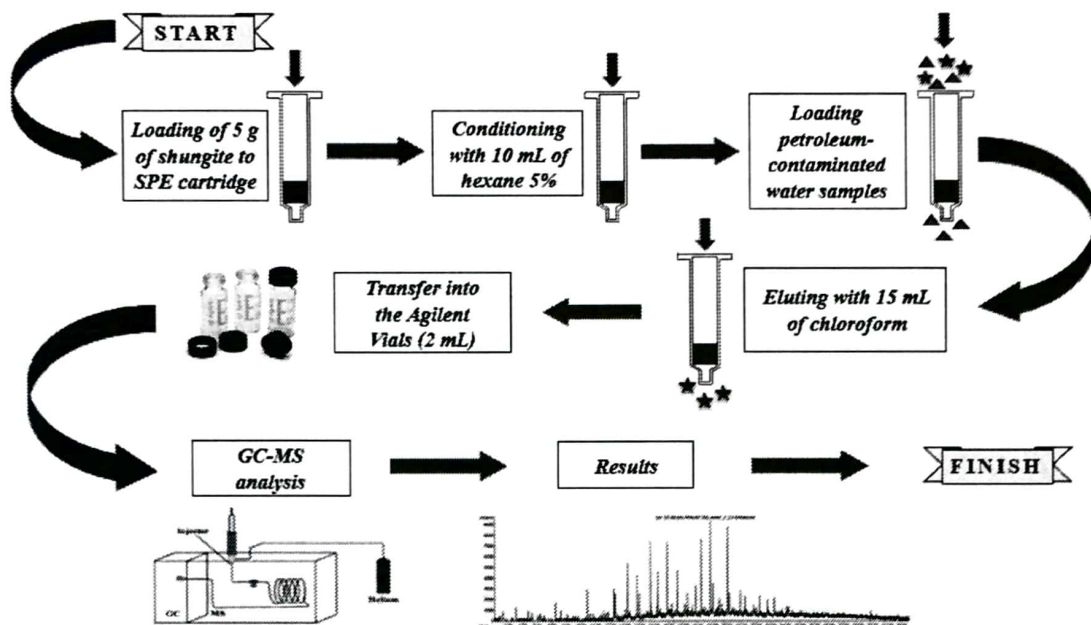 START
Loading of 5 g
of shungite to
SPE cartridge
Conditioning
with 10 mL of
hexane 5%
Loading
petroleum-
contaminated
water samples
Eluting with 15 mL
of chloroform
Transfer into
the Agilent
Vials (2 mL)
GC-MS
analysis
Results
FINISH
Injector
GC
MS
Helium